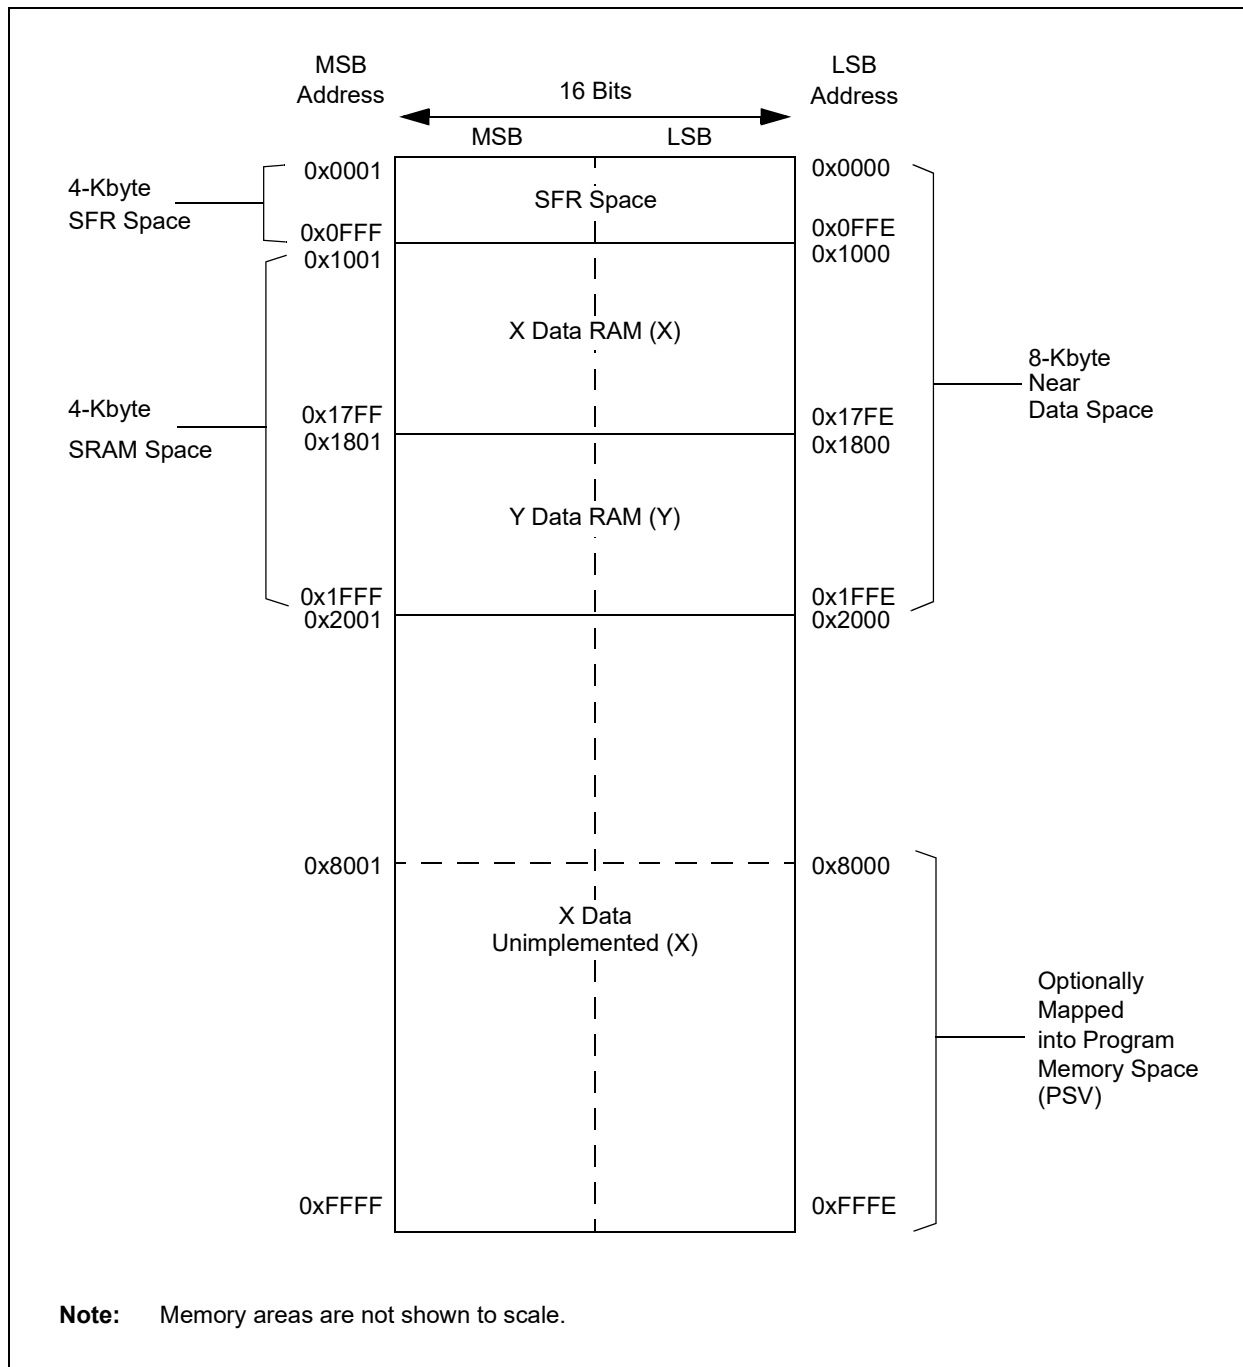 MSB
Address
16 Bits
LSB
Address
MSB
LSB
0x0001
0x0000
4-Kbyte
SFR Space
SFR Space
0x0FFF
0x0FFE
0x1001
0x1000
X Data RAM (X)
8-Kbyte
Near
Data Space
4-Kbyte
SRAM Space
0x17FF
0x17FE
0x1801
0x1800
Y Data RAM (Y)
0x1FFF
0x1FFE
0x2001
0x2000
0x8001
0x8000
X Data
Unimplemented (X)
Optionally
Mapped
into Program
Memory Space
(PSV)
0xFFFF
0xFFFE
Note: Memory areas are not shown to scale.